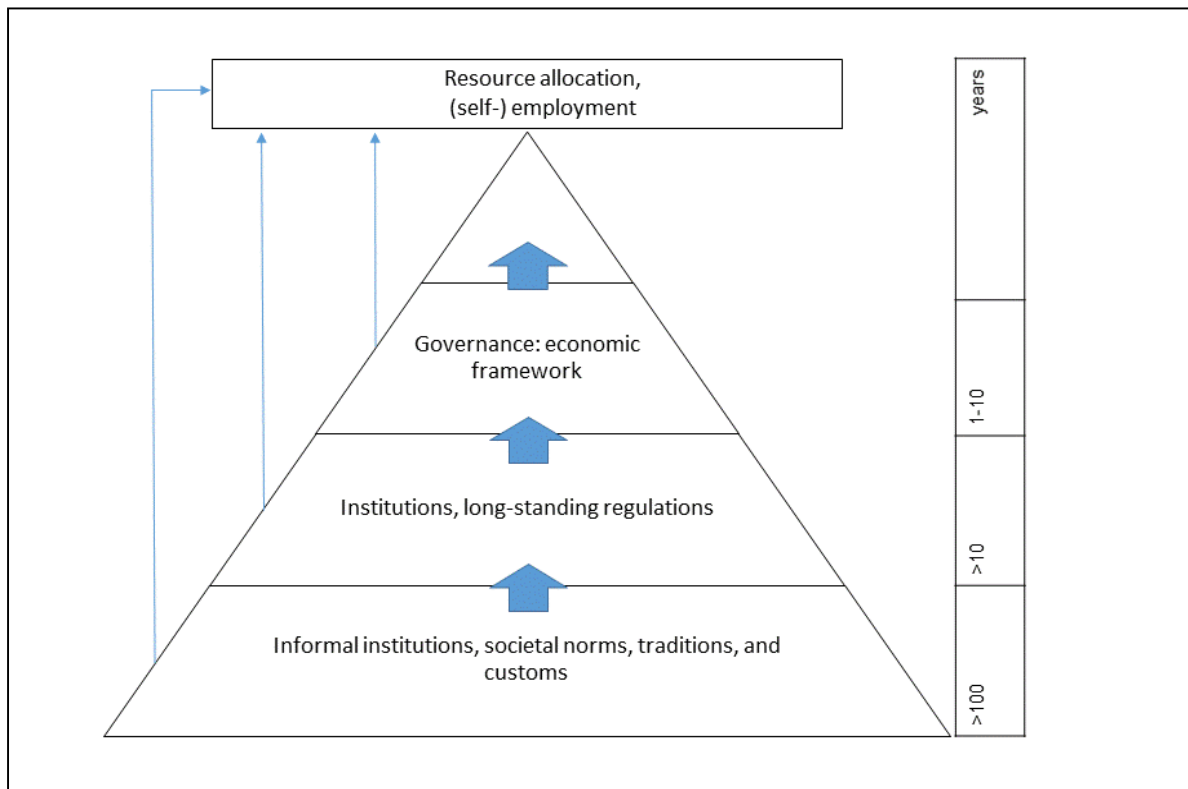 Resource allocation,
(self-) employment
years
Governance: economic
framework
1-10
Institutions, long-standing regulations
>10
Informal institutions, societal norms, traditions, and
customs
>100